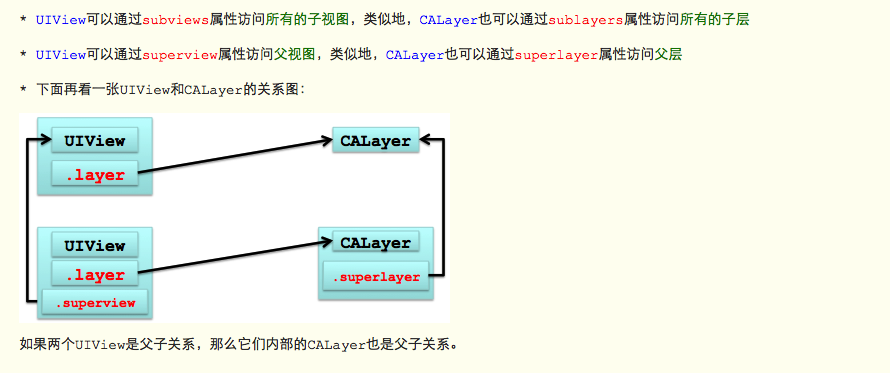 * UIView可以通过subviews属性访问所有的子视图，类似地，CALayer也可以通过sublayers属性访问所有的子层
* UIView可以通过superview属性访问父视图，类似地，CALayer也可以通过superlayer属性访问父层
* 下面再看一张UIView和CALayer的关系图：
UIView
CALayer
.layer
UIView
CALayer
.layer
.superlayer
.superview
如果两个UIView是父子关系，那么它们内部的CALayer也是父子关系。